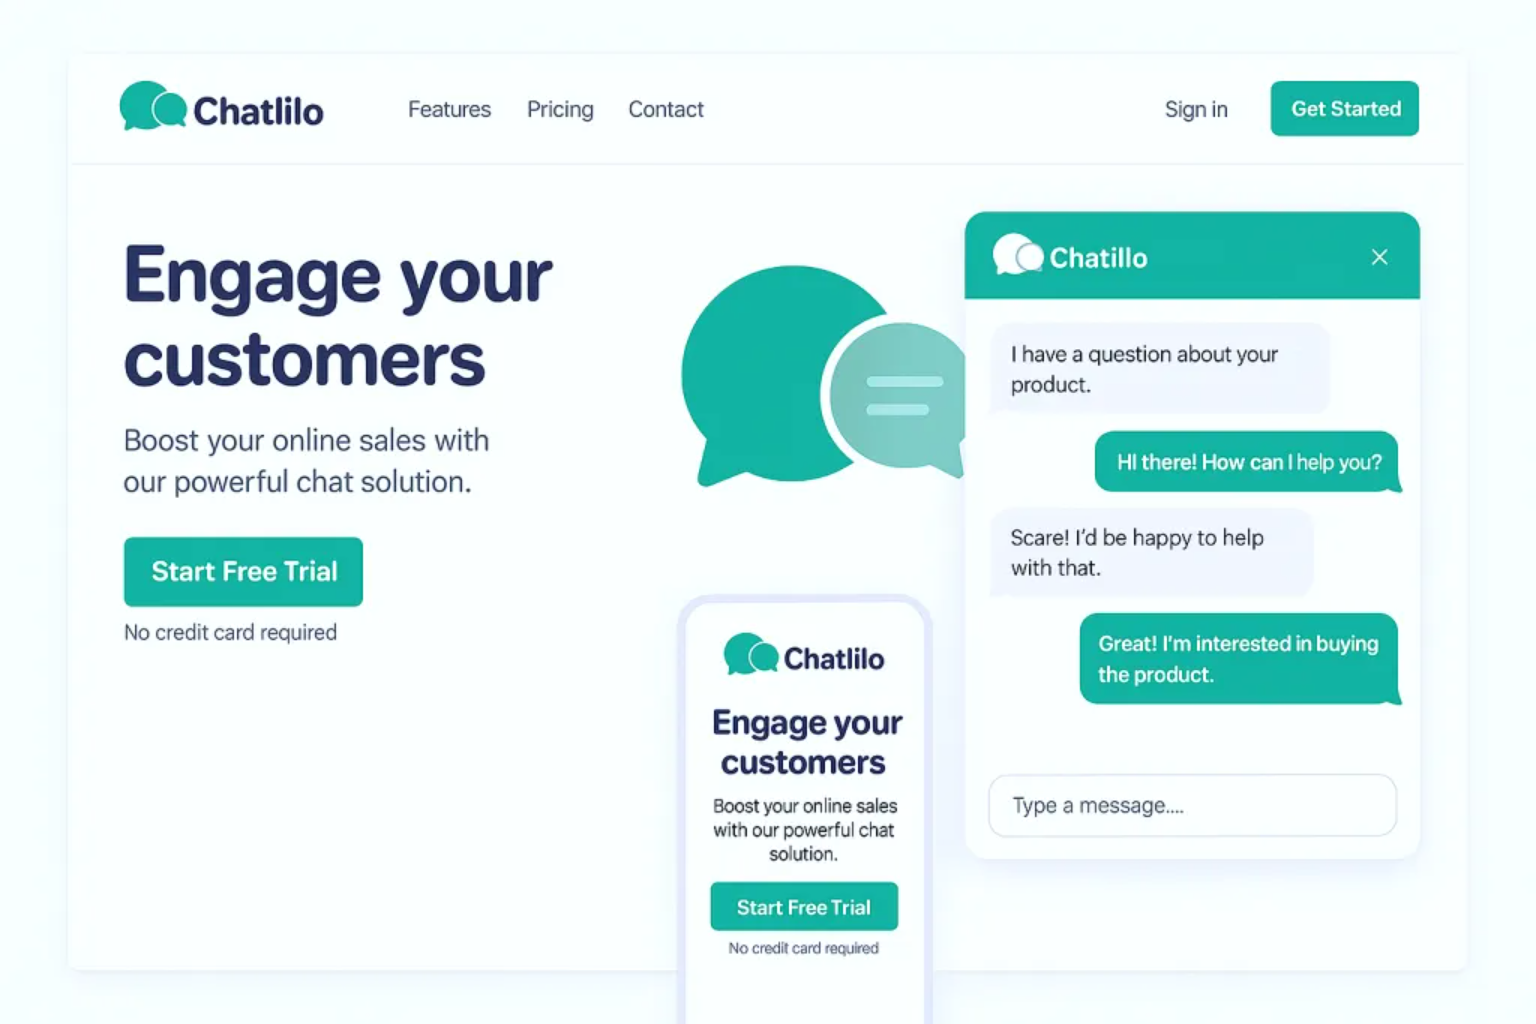 Chatlilo
Features
Pricing
Contact
Sign in
Get Started
Engage your
customers
Boost your online sales with
our powerful chat solution.
Start Free Trial
No credit card required
Chatillo
I have a question about your
product.
HI there! How can I help you?
Scare! I'd be happy to help
with that.
Great! I'm interested in buying
the product.
Type a message....
Chatlilo
Engage your
customers
Boost your online sales
with our powerful chat
solution.
Start Free Trial
No credit card required